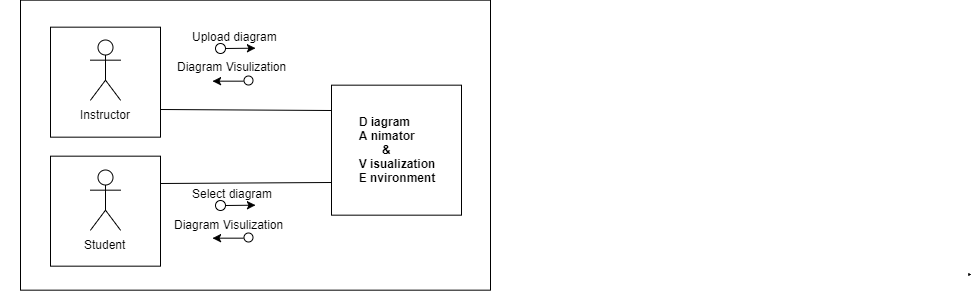 Upload diagram
Diagram Visulization
Instructor
D iagram
A nimator
&
V isualization
E nvironment
Select diagram
Diagram Visulization
Student